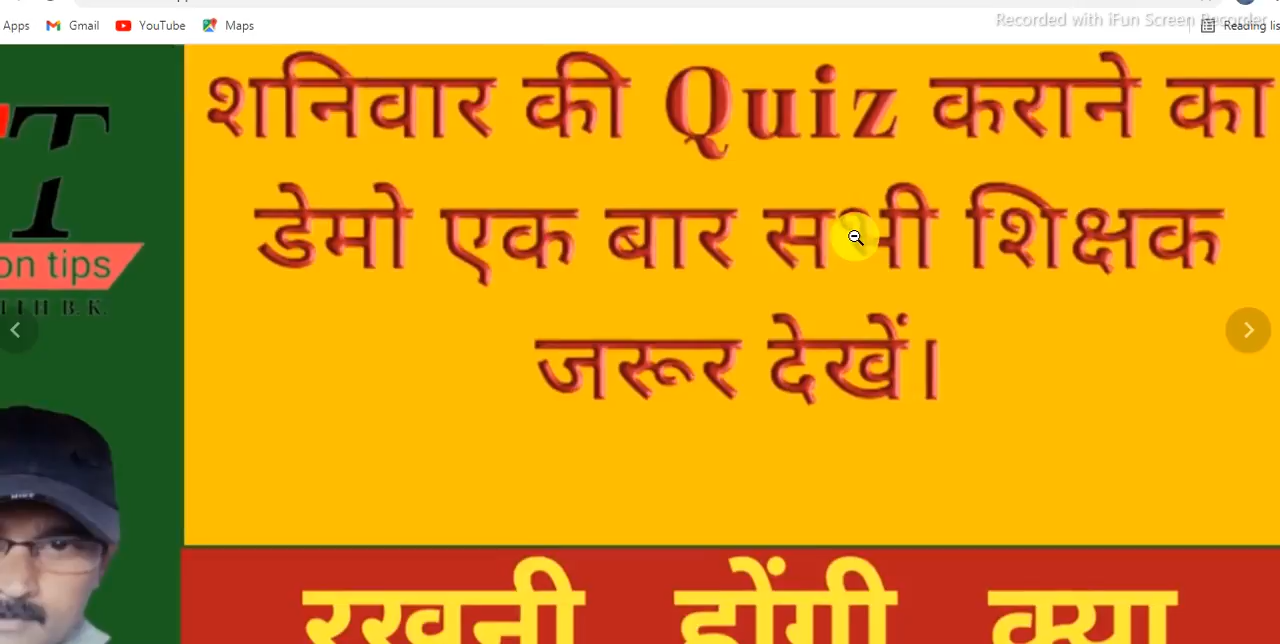 Apps Gmail YouTube Maps Reading lis
Recorded with iFun Screen Recorder
शनिवार की Quiz कराने का
डेमो एक बार सभी शिक्षक
जरूर देखें।
T
I
on tips
B. K.
रखनी होंगी क्या